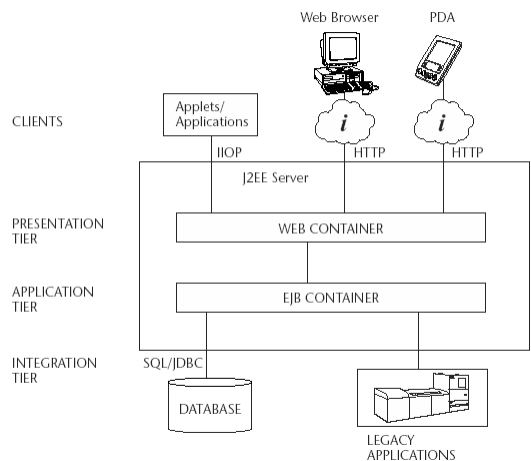 Web Browser
PDA
Applets/
Applications
CLIENTS
i
i
IIOP
HTTP
HTTP
J2EE Server
PRESENTATION
TIER
WEB CONTAINER
APPLICATION
TIER
EJB CONTAINER
INTEGRATION
TIER
SQL/JDBC
DATABASE
LEGACY
APPLICATIONS